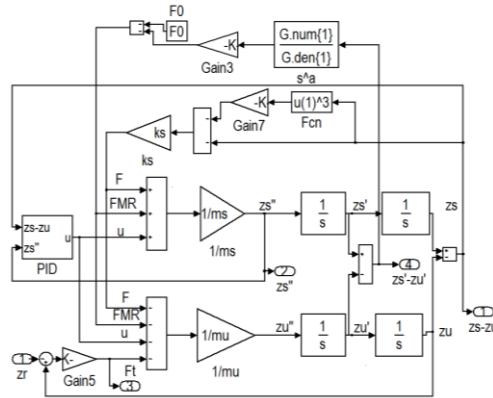 F0
F0
-K
Gain3
G.num{1}
G.den{1}
s^a
ks
ks
-K
Gain7
u(1)^3
Fcn
F
FMR
u
1/ms
1/ms
zs"
1
s
zs'
1
s
zs
zs-zu
zs"
u
PID
2
zs"
4
zs'-zu'
F
FMR
u
Ft
1/mu
1/mu
zu"
1
s
zu'
1
s
zu
1
zs-zu
1
zr
K-
Gain5
3